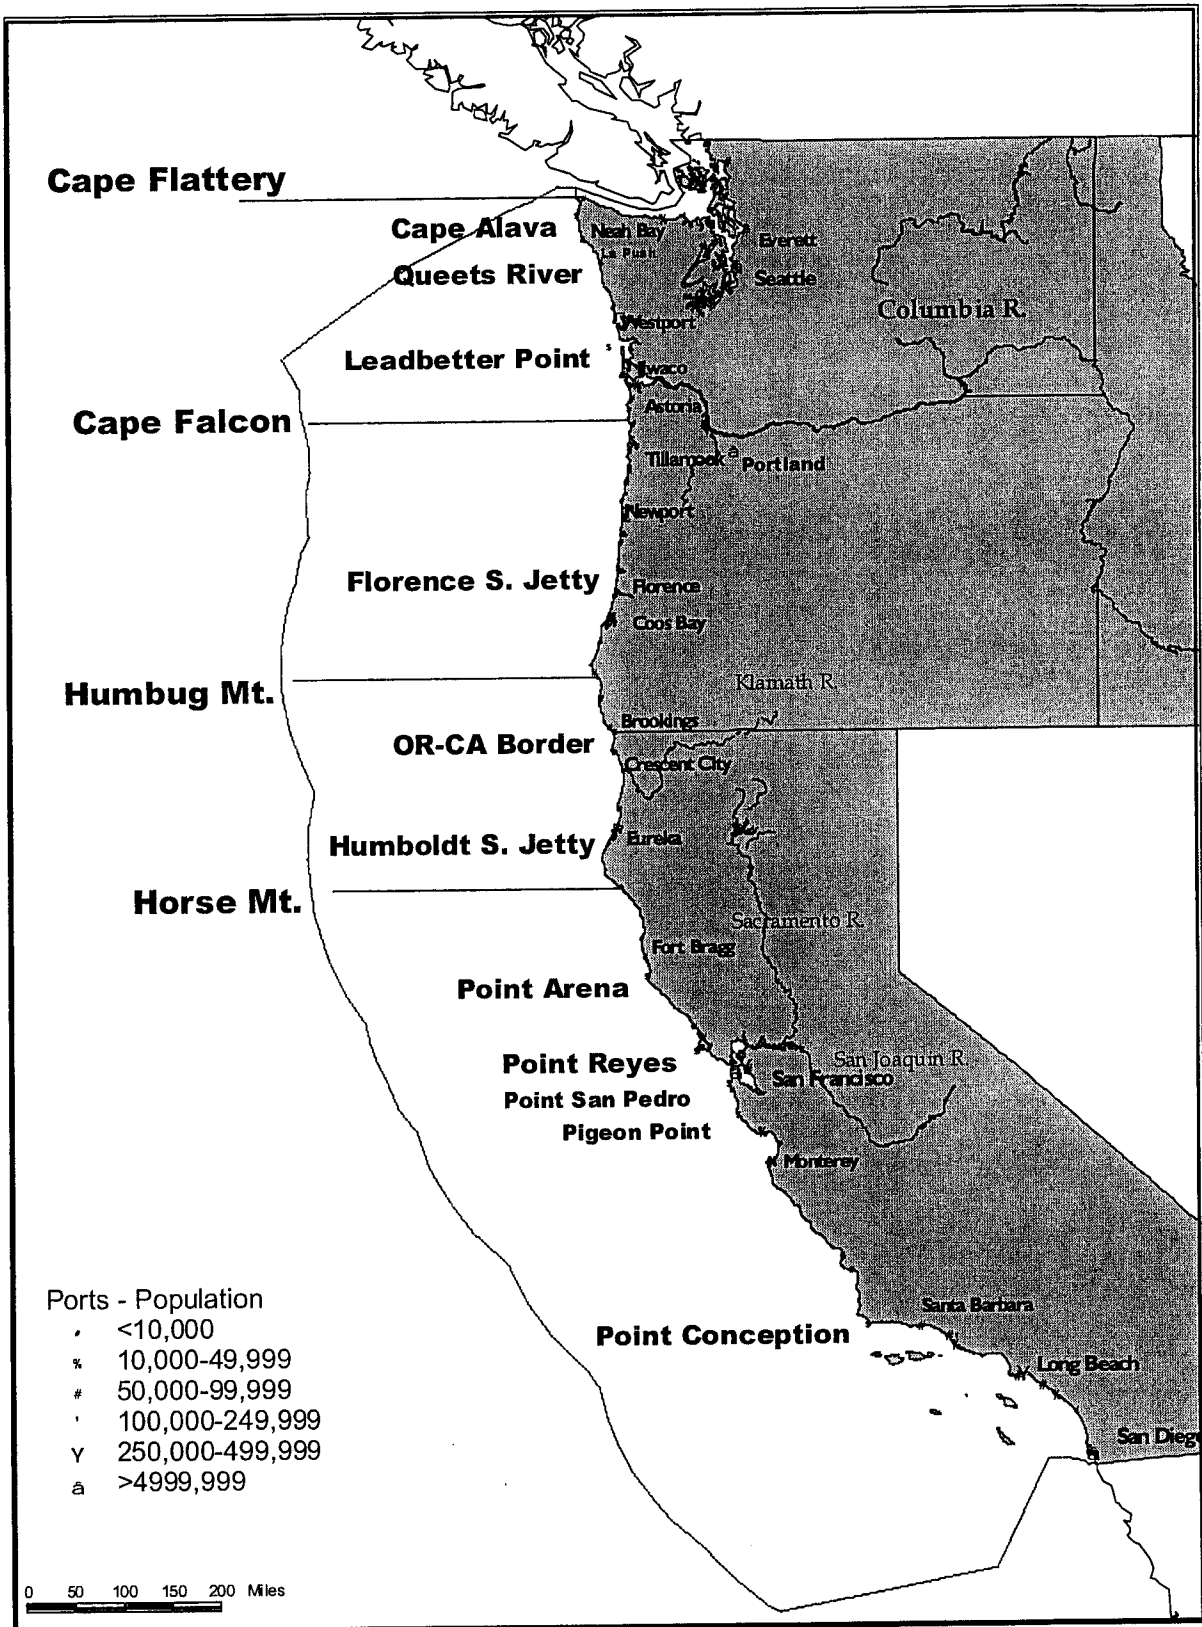 Cape Flattery
Cape Alava
Neah Bay
Everett
La Push
Queets River
Seattle
Columbia R.
Westport
Leadbetter Point
Ilwaco
Astoria
Cape Falcon
Tillamook
Portland
Newport
Florence S. Jetty
Florence
Coos Bay
Klamath R.
Humbug Mt.
Brookings
OR-CA Border
Crescent City
Humboldt S. Jetty
Eureka
Horse Mt.
Sacramento R.
Fort Bragg
Point Arena
Point Reyes
San Joaquin R.
San Francisco
Point San Pedro
Pigeon Point
Monterey
Santa Barbara
Point Conception
Long Beach
San Diego
Ports - Population
<10,000
% 10,000-49,999
# 50,000-99,999
' 100,000-249,999
Y 250,000-499,999
â >4999,999
0 50 100 150 200 Miles